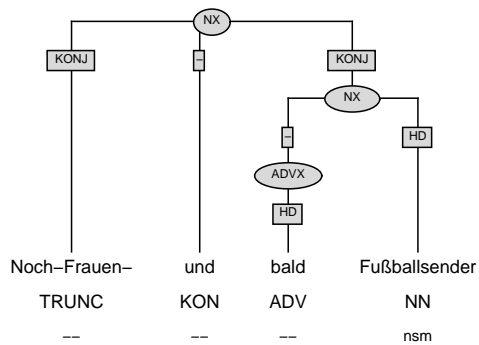 NX
KONJ – KONJ
NX
– HD
ADVX
HD
Noch–Frauen– und bald Fußballsender
TRUNC KON ADV NN
–– –– –– nsm